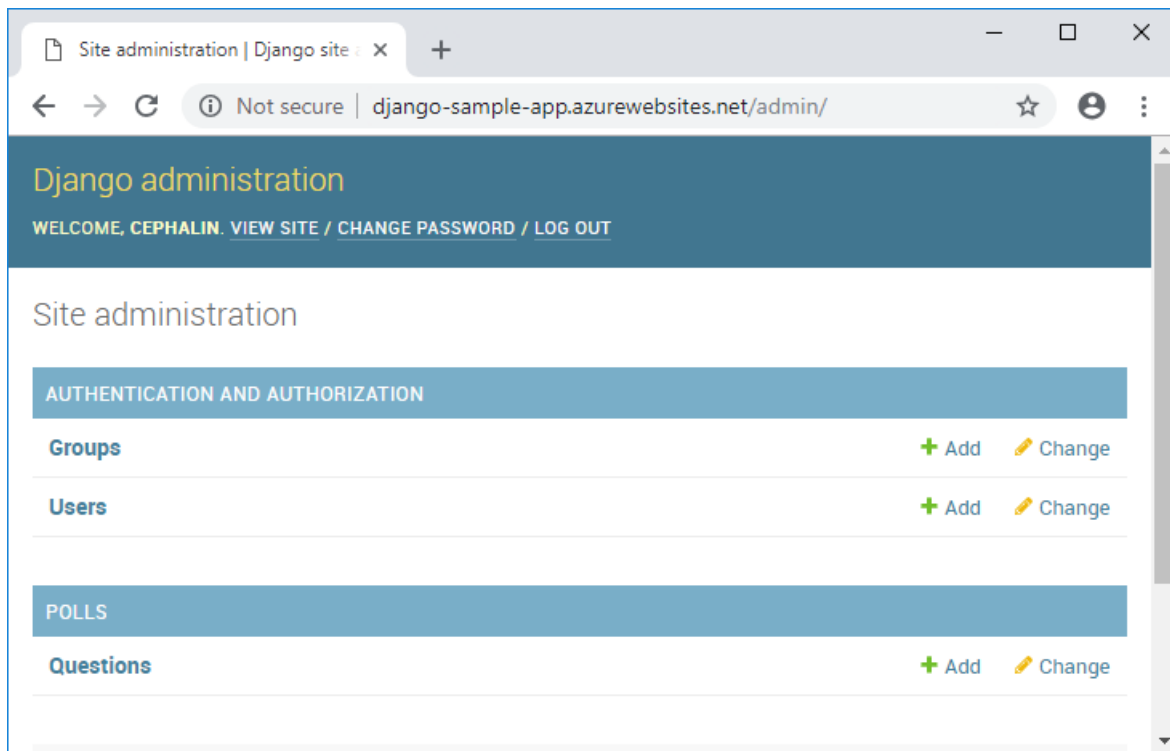 Site administration | Django site
Not secure | django-sample-app.azurewebsites.net/admin/
Django administration
WELCOME, CEPHALIN. VIEW SITE / CHANGE PASSWORD / LOG OUT
Site administration
AUTHENTICATION AND AUTHORIZATION
Groups Add Change
Users Add Change
POLLS
Questions Add Change